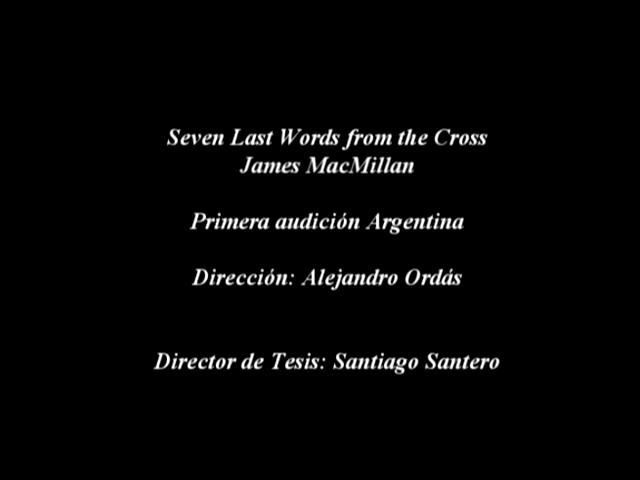 Seven Last Words from the Cross
James MacMillan
Primera audición Argentina
Dirección: Alejandro Ordás
Director de Tesis: Santiago Santero